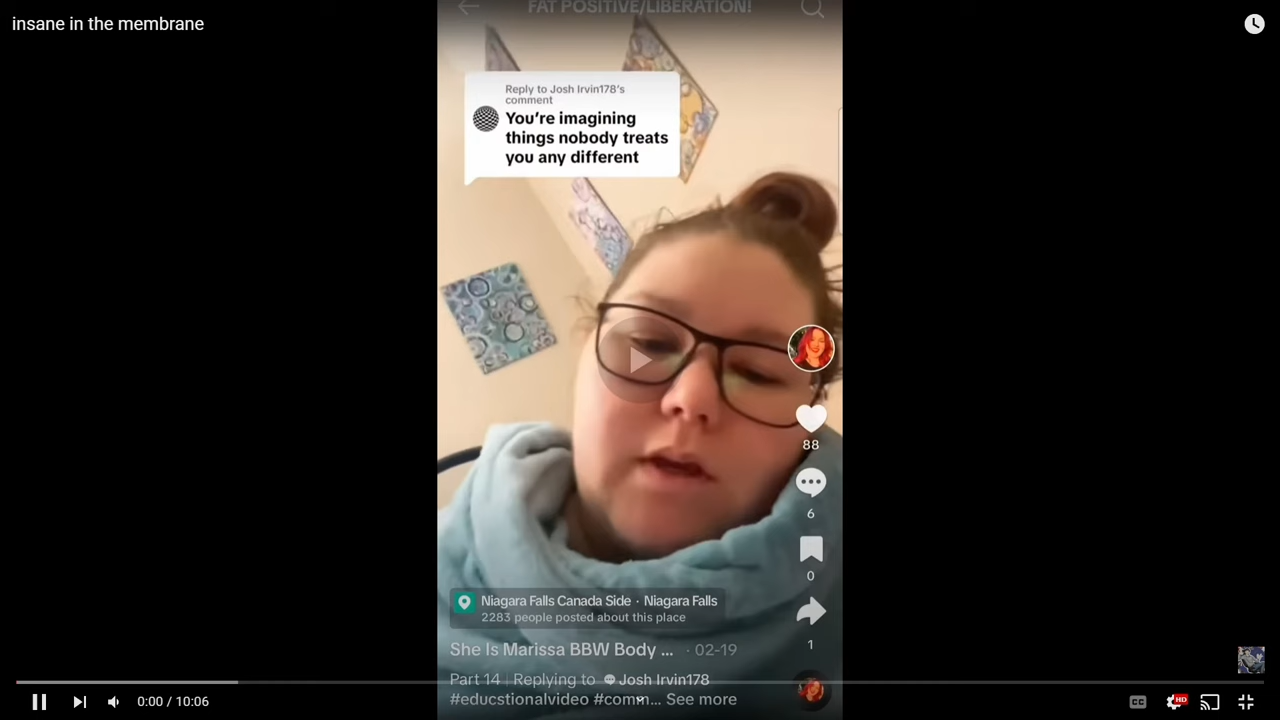 insane in the membrane
FAT POSITIVE/LIBERATION!
Reply to Josh Irvin178's
comment
You're imagining
things nobody treats
you any different
88
6
0
Niagara Falls Canada Side · Niagara Falls
2283 people posted about this place
1
She Is Marissa BBW Body ... · 02-19
Part 14 | Replying to Josh Irvin178
#educstionalvideo #comm... See more
0:00 / 10:06
CC
HD